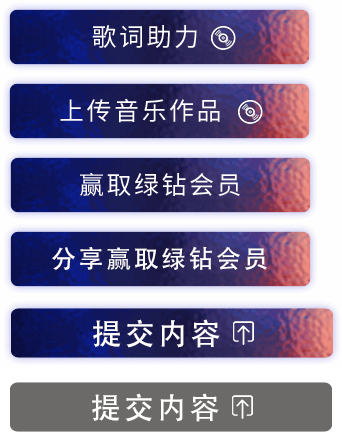 歌词助力
上传音乐作品
赢取绿钻会员
分享赢取绿钻会员
提交内容
提交内容